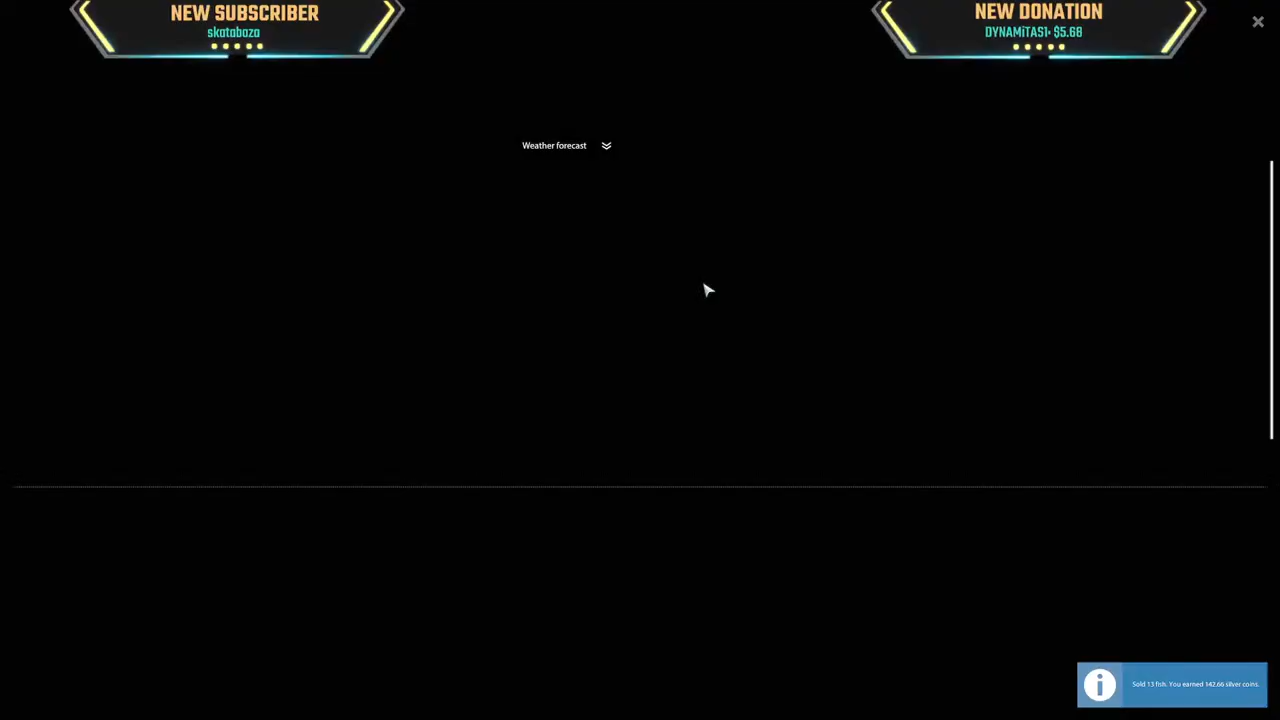 NEW SUBSCRIBER
skatabaza
NEW DONATION
DYNAMiTAS1• $5.68
Weather forecast
Sold 13 fish. You earned 142.66 silver coins.